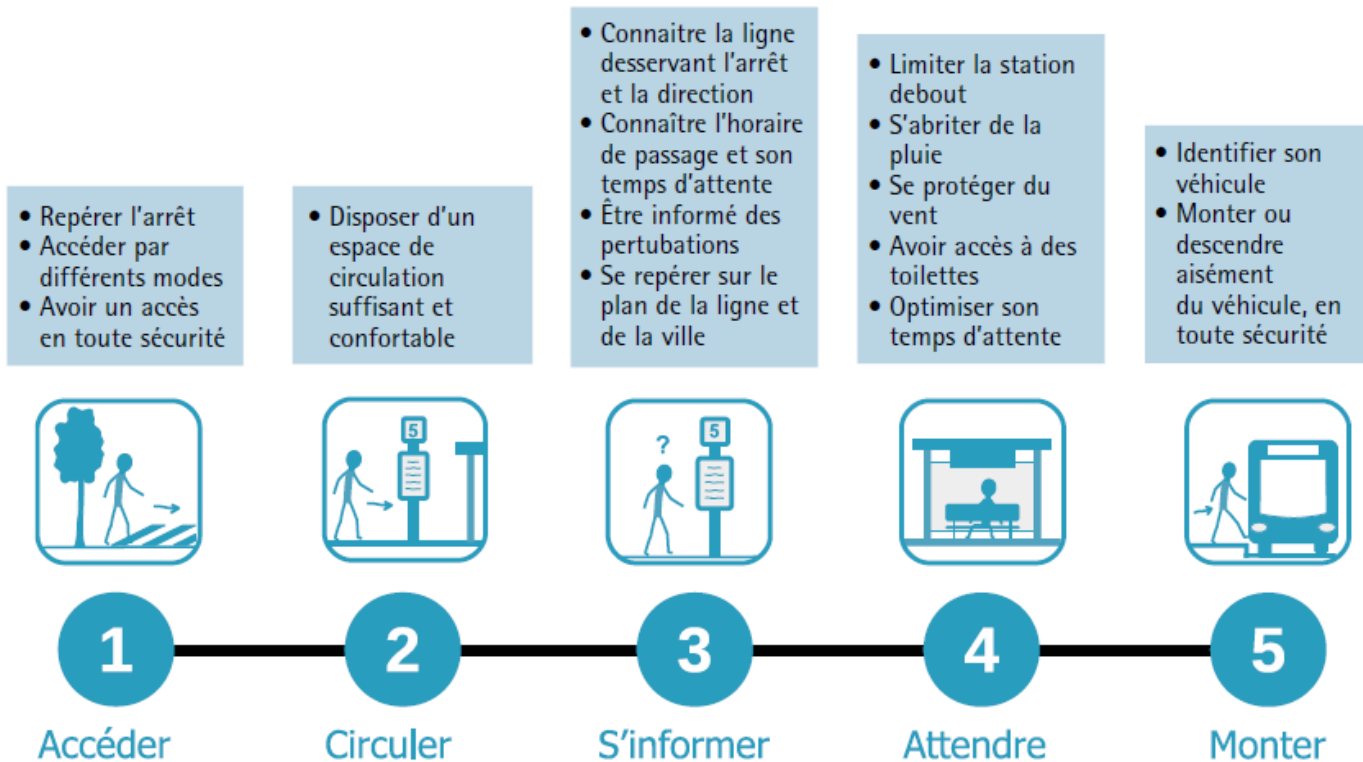 • Repérer l'arrêt
• Accéder par
différents modes
• Avoir un accès
en toute sécurité
• Disposer d'un
espace de
circulation
suffisant et
confortable
• Connaitre la ligne
desservant l'arrêt
et la direction
• Connaître l'horaire
de passage et son
temps d'attente
• Être informé des
pertubations
• Se repérer sur le
plan de la ligne et
de la ville
• Limiter la station
debout
• S'abriter de la
pluie
• Se protéger du
vent
• Avoir accès à des
toilettes
• Optimiser son
temps d'attente
• Identifier son
véhicule
• Monter ou
descendre
aisément
du véhicule, en
toute sécurité
5
?
5
1
2
3
4
5
Accéder
Circuler
S'informer
Attendre
Monter